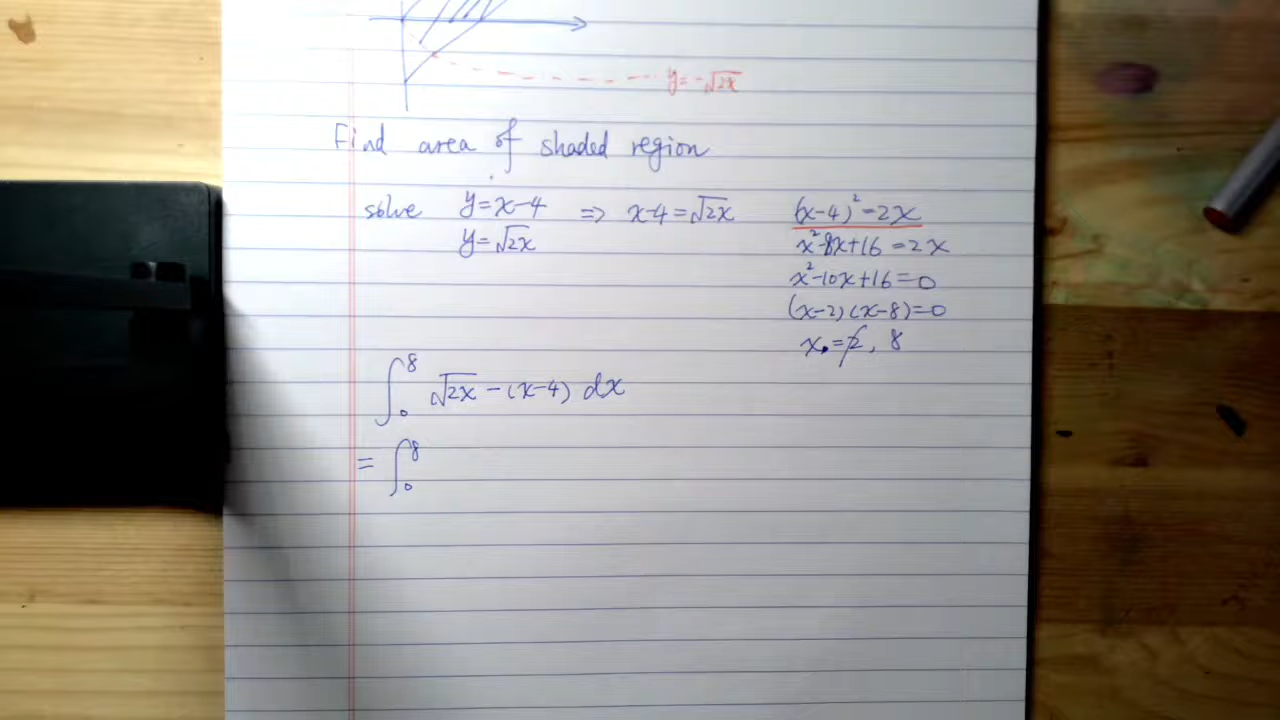 y=-√2x
Find area of shaded region
solve y=x-4 ⇒ x-4=√2x (x-4)²=2x
y=√2x x²-8x+16=2x
x²-10x+16=0
(x-2)(x-8)=0
x=2, 8
∫₀⁸ √2x-(x-4) dx
= ∫₀⁸